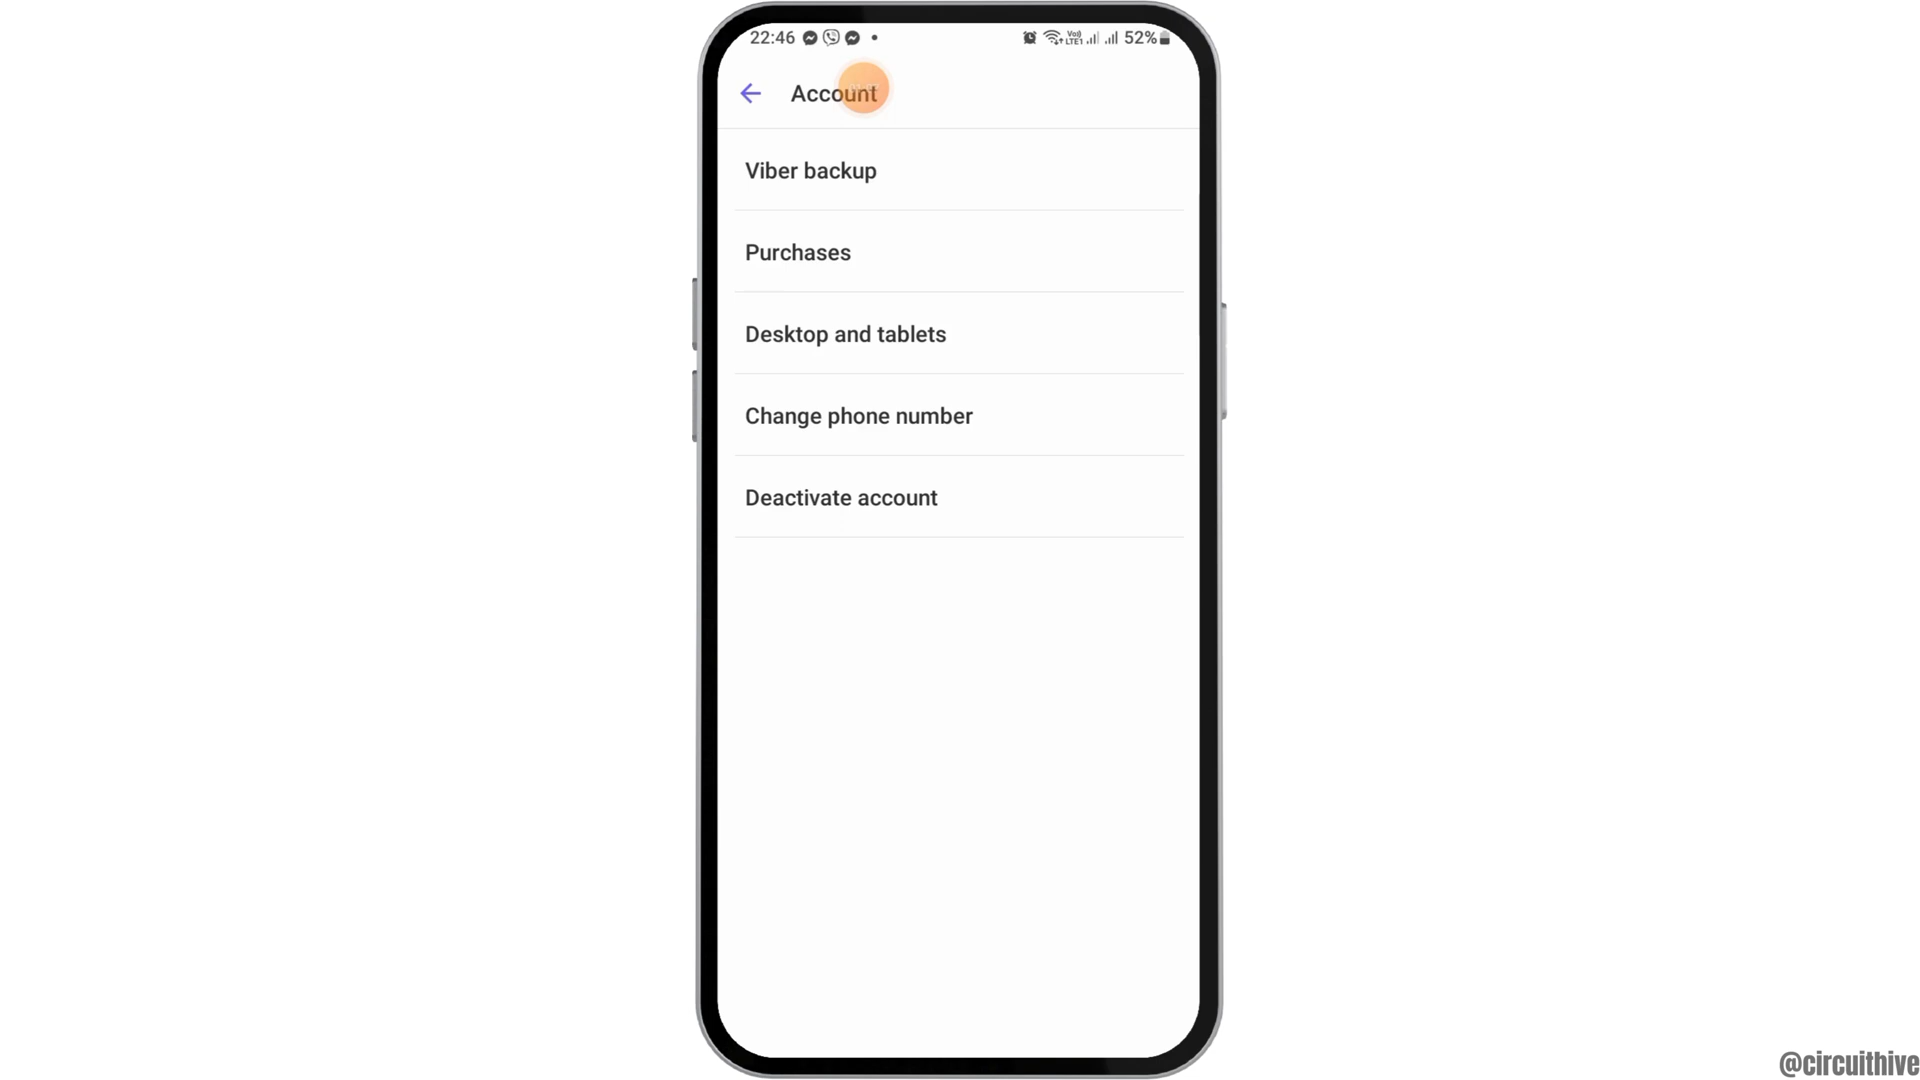 22:46 52%
Account
Viber backup
Purchases
Desktop and tablets
Change phone number
Deactivate account
@circuithive